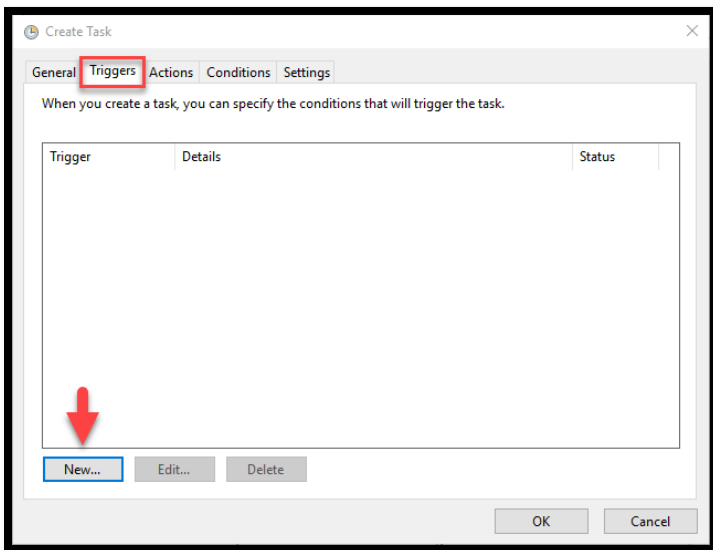 Create Task
General Triggers Actions Conditions Settings
When you create a task, you can specify the conditions that will trigger the task.
Trigger Details Status
New... Edit... Delete
OK Cancel